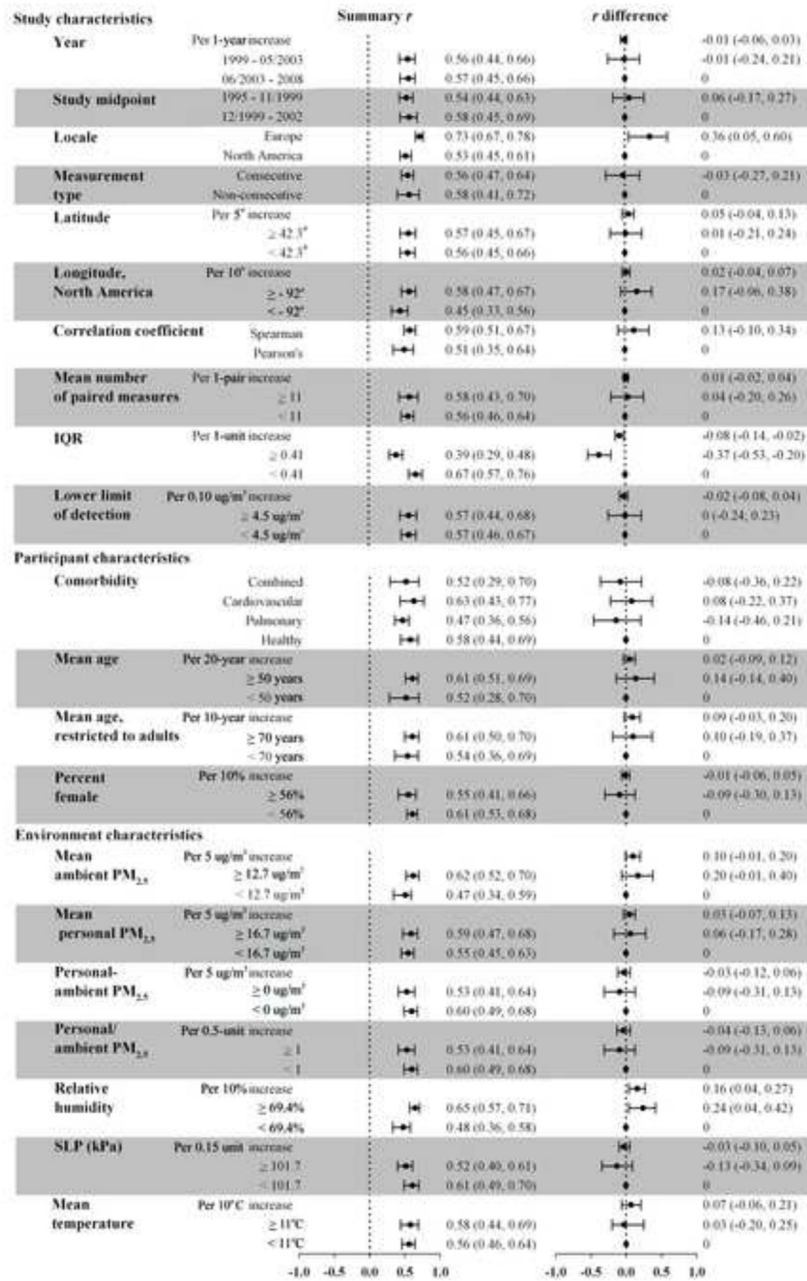 Summary r r difference
Study characteristics
Year Per 1-year increase -0.01 (-0.06, 0.03)
1999 - 05/2003 0.56 (0.44, 0.66) -0.01 (-0.24, 0.21)
06/2003 - 2008 0.57 (0.45, 0.66) 0
Study midpoint 1995 - 11/1999 0.54 (0.44, 0.63) 0.06 (-0.17, 0.27)
12/1999 - 2002 0.58 (0.45, 0.69) 0
Locale Europe 0.73 (0.67, 0.78) 0.36 (0.05, 0.60)
North America 0.53 (0.45, 0.61) 0
Measurement Consecutive 0.56 (0.47, 0.64) -0.03 (-0.27, 0.21)
type Non-consecutive 0.58 (0.41, 0.72) 0
Latitude Per 5º increase 0.05 (-0.04, 0.13)
≥ 42.3º 0.57 (0.45, 0.67) 0.01 (-0.21, 0.24)
< 42.3º 0.56 (0.45, 0.66) 0
Longitude, Per 10º increase 0.02 (-0.04, 0.07)
North America ≥ - 92º 0.58 (0.47, 0.67) 0.17 (-0.06, 0.38)
< - 92º 0.45 (0.33, 0.56) 0
Correlation coefficient Spearman 0.59 (0.51, 0.67) 0.13 (-0.10, 0.34)
Pearson's 0.51 (0.35, 0.64) 0
Mean number Per 1-pair increase 0.01 (-0.02, 0.04)
of paired measures ≥ 11 0.58 (0.43, 0.70) 0.04 (-0.20, 0.26)
< 11 0.56 (0.46, 0.64) 0
IQR Per 1-unit increase -0.08 (-0.14, -0.02)
≥ 0.41 0.39 (0.29, 0.48) -0.37 (-0.53, -0.20)
< 0.41 0.67 (0.57, 0.76) 0
Lower limit Per 0.10 ug/m³ increase -0.02 (-0.08, 0.04)
of detection ≥ 4.5 ug/m³ 0.57 (0.44, 0.68) 0 (-0.24, 0.23)
< 4.5 ug/m³ 0.57 (0.46, 0.67) 0
Participant characteristics
Comorbidity Combined 0.52 (0.29, 0.70) -0.08 (-0.36, 0.22)
Cardiovascular 0.63 (0.43, 0.77) 0.08 (-0.22, 0.37)
Pulmonary 0.47 (0.36, 0.56) -0.14 (-0.46, 0.21)
Healthy 0.58 (0.44, 0.69) 0
Mean age Per 20-year increase 0.02 (-0.09, 0.12)
≥ 50 years 0.61 (0.51, 0.69) 0.14 (-0.14, 0.40)
< 50 years 0.52 (0.28, 0.70) 0
Mean age, Per 10-year increase 0.09 (-0.03, 0.20)
restricted to adults ≥ 70 years 0.61 (0.50, 0.70) 0.10 (-0.19, 0.37)
< 70 years 0.54 (0.36, 0.69) 0
Percent Per 10% increase -0.01 (-0.06, 0.05)
female ≥ 56% 0.55 (0.41, 0.66) -0.09 (-0.30, 0.13)
< 56% 0.61 (0.53, 0.68) 0
Environment characteristics
Mean Per 5 ug/m³ increase 0.10 (-0.01, 0.20)
ambient PM2.5 ≥ 12.7 ug/m³ 0.62 (0.52, 0.70) 0.20 (-0.01, 0.40)
< 12.7 ug/m³ 0.47 (0.34, 0.59) 0
Mean Per 5 ug/m³ increase 0.03 (-0.07, 0.13)
personal PM2.5 ≥ 16.7 ug/m³ 0.59 (0.47, 0.68) 0.06 (-0.17, 0.28)
< 16.7 ug/m³ 0.55 (0.45, 0.63) 0
Personal- Per 5 ug/m³ increase -0.03 (-0.12, 0.06)
ambient PM2.5 ≥ 0 ug/m³ 0.53 (0.41, 0.64) -0.09 (-0.31, 0.13)
< 0 ug/m³ 0.60 (0.49, 0.68) 0
Personal/ Per 0.5-unit increase -0.04 (-0.13, 0.06)
ambient PM2.5 ≥ 1 0.53 (0.41, 0.64) -0.09 (-0.31, 0.13)
< 1 0.60 (0.49, 0.68) 0
Relative Per 10% increase 0.16 (0.04, 0.27)
humidity ≥ 69.4% 0.65 (0.57, 0.71) 0.24 (0.04, 0.42)
< 69.4% 0.48 (0.36, 0.58) 0
SLP (kPa) Per 0.15 unit increase -0.03 (-0.10, 0.05)
≥ 101.7 0.52 (0.40, 0.61) -0.13 (-0.34, 0.09)
< 101.7 0.61 (0.49, 0.70) 0
Mean Per 10ºC increase 0.07 (-0.06, 0.21)
temperature ≥ 11ºC 0.58 (0.44, 0.69) 0.03 (-0.20, 0.25)
< 11ºC 0.56 (0.46, 0.64) 0
-1.0 -0.5 0.0 0.5 1.0 -1.0 -0.5 0.0 0.5 1.0